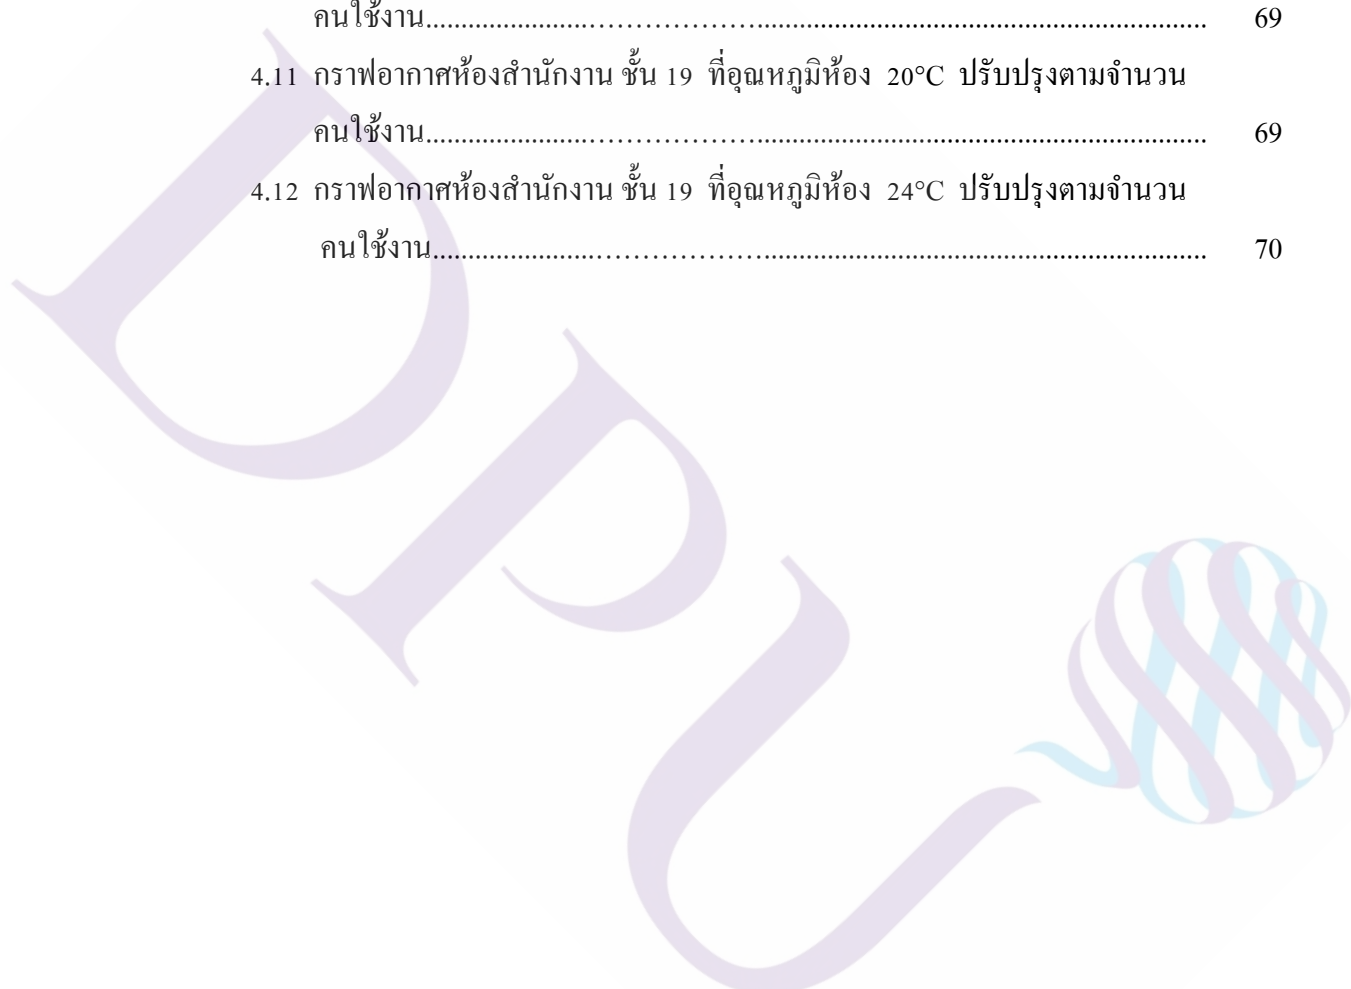 คนใช้งาน........................................................................................................ 69
4.11 กราฟอากาศห้องสำนักงาน ชั้น 19 ที่อุณหภูมิห้อง 20°C ปรับปรุงตามจำนวน
คนใช้งาน........................................................................................................ 69
4.12 กราฟอากาศห้องสำนักงาน ชั้น 19 ที่อุณหภูมิห้อง 24°C ปรับปรุงตามจำนวน
คนใช้งาน....................................................................................................... 70
DPU